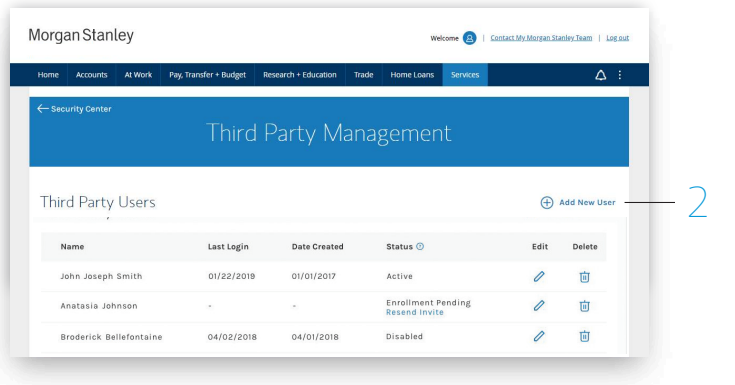 Morgan Stanley
Welcome | Contact My Morgan Stanley Team | Log out
Home Accounts At Work Pay, Transfer + Budget Research + Education Trade Home Loans Services
Security Center
Third Party Management
Third Party Users
Add New User
2
Name Last Login Date Created Status Edit Delete
John Joseph Smith 01/22/2019 01/01/2017 Active
Anatasia Johnson - - Enrollment Pending
Resend Invite
Broderick Bellefontaine 04/02/2018 04/01/2018 Disabled